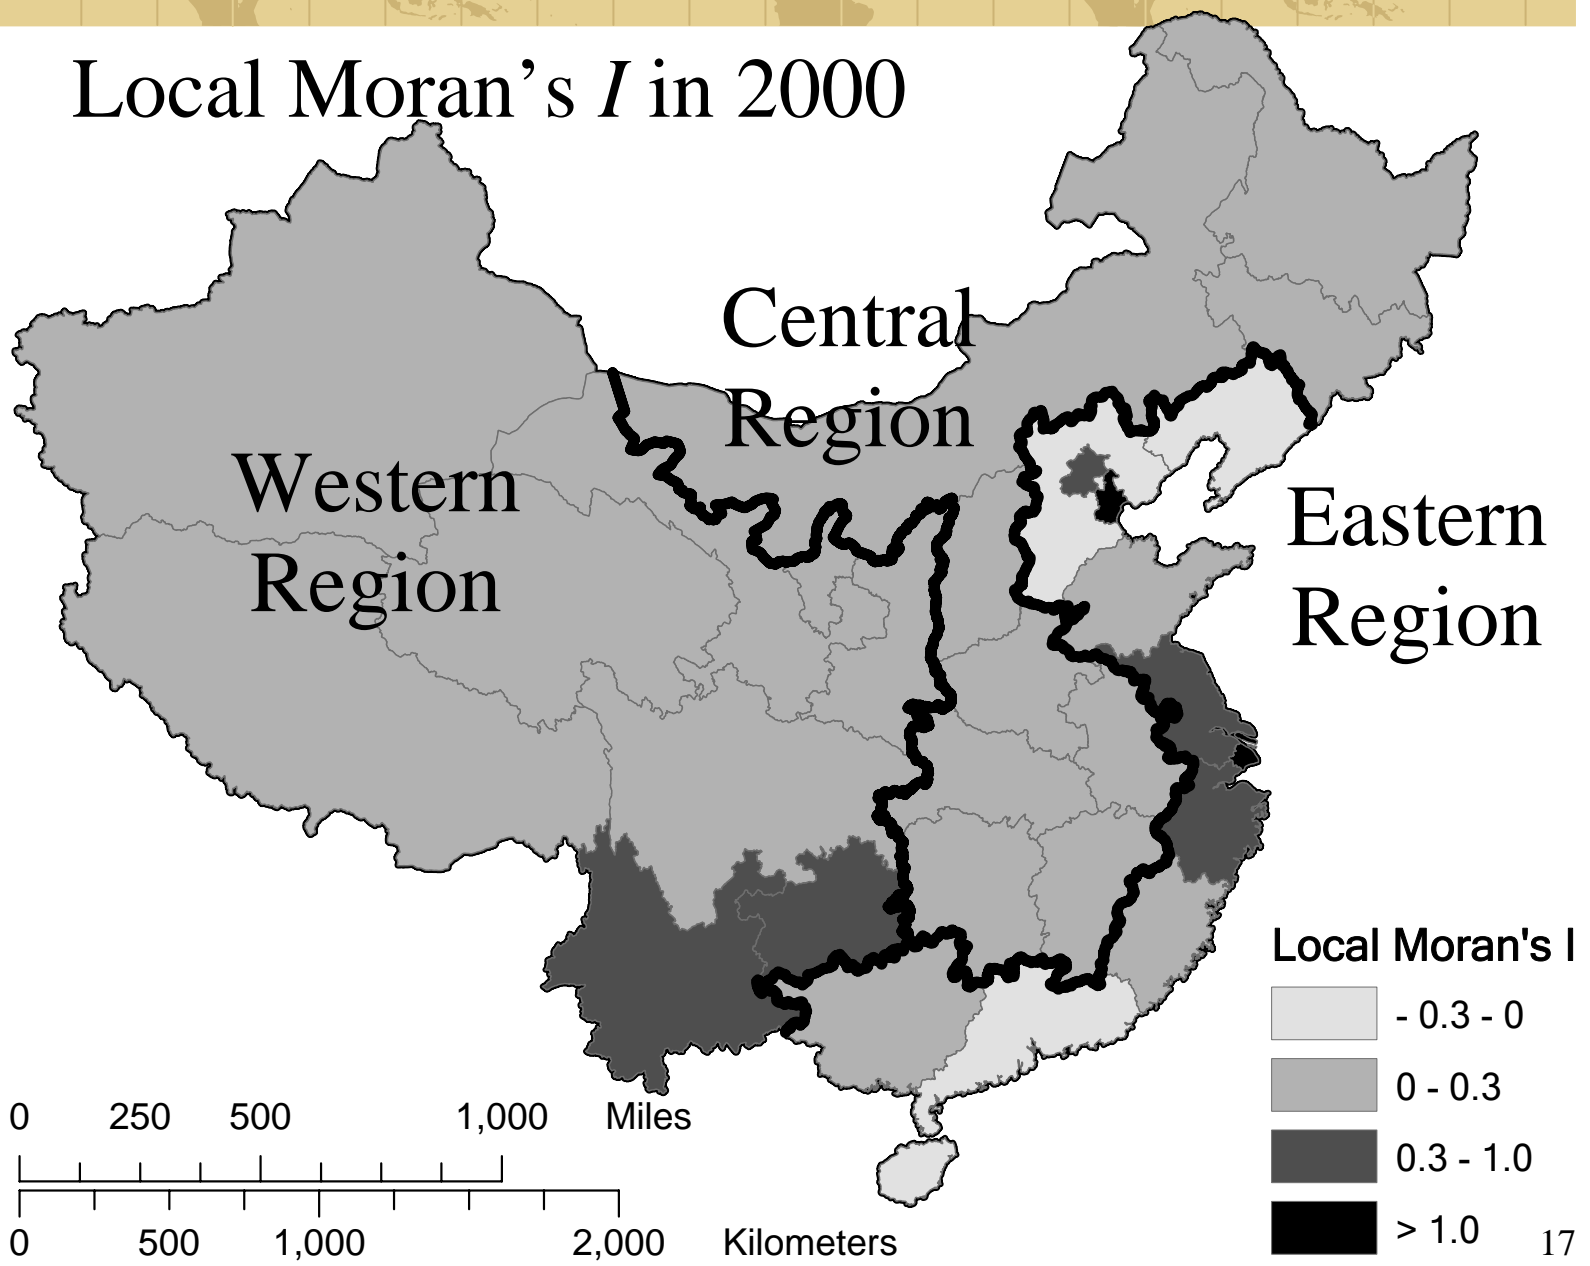 Local Moran's I in 2000
Central
Region
Western
Region
Eastern
Region
Local Moran's I
- 0.3 - 0
0 - 0.3
0.3 - 1.0
> 1.0
0 250 500 1,000 Miles
0 500 1,000 2,000 Kilometers
17